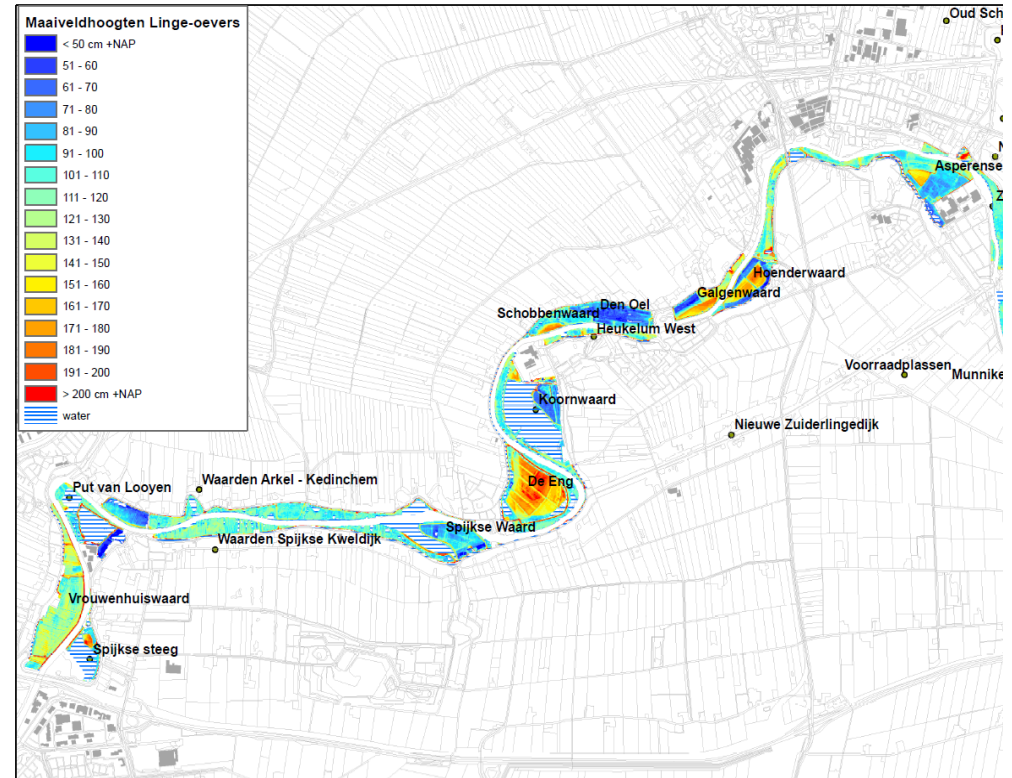 Maaiveldhoogten Linge-oevers
< 50 cm +NAP
51 - 60
61 - 70
71 - 80
81 - 90
91 - 100
101 - 110
111 - 120
121 - 130
131 - 140
141 - 150
151 - 160
161 - 170
171 - 180
181 - 190
191 - 200
> 200 cm +NAP
water
Oud Sch
Asperense
Hoenderwaard
Galgenwaard
Den Oel
Schobbenwaard
Heukelum West
Voorraadplassen
Munnike
Koornwaard
Nieuwe Zuiderlingedijk
De Eng
Waarden Arkel - Kedinchem
Put van Looyen
Spijkse Waard
Waarden Spijkse Kweldijk
Vrouwenhuiswaard
Spijkse steeg